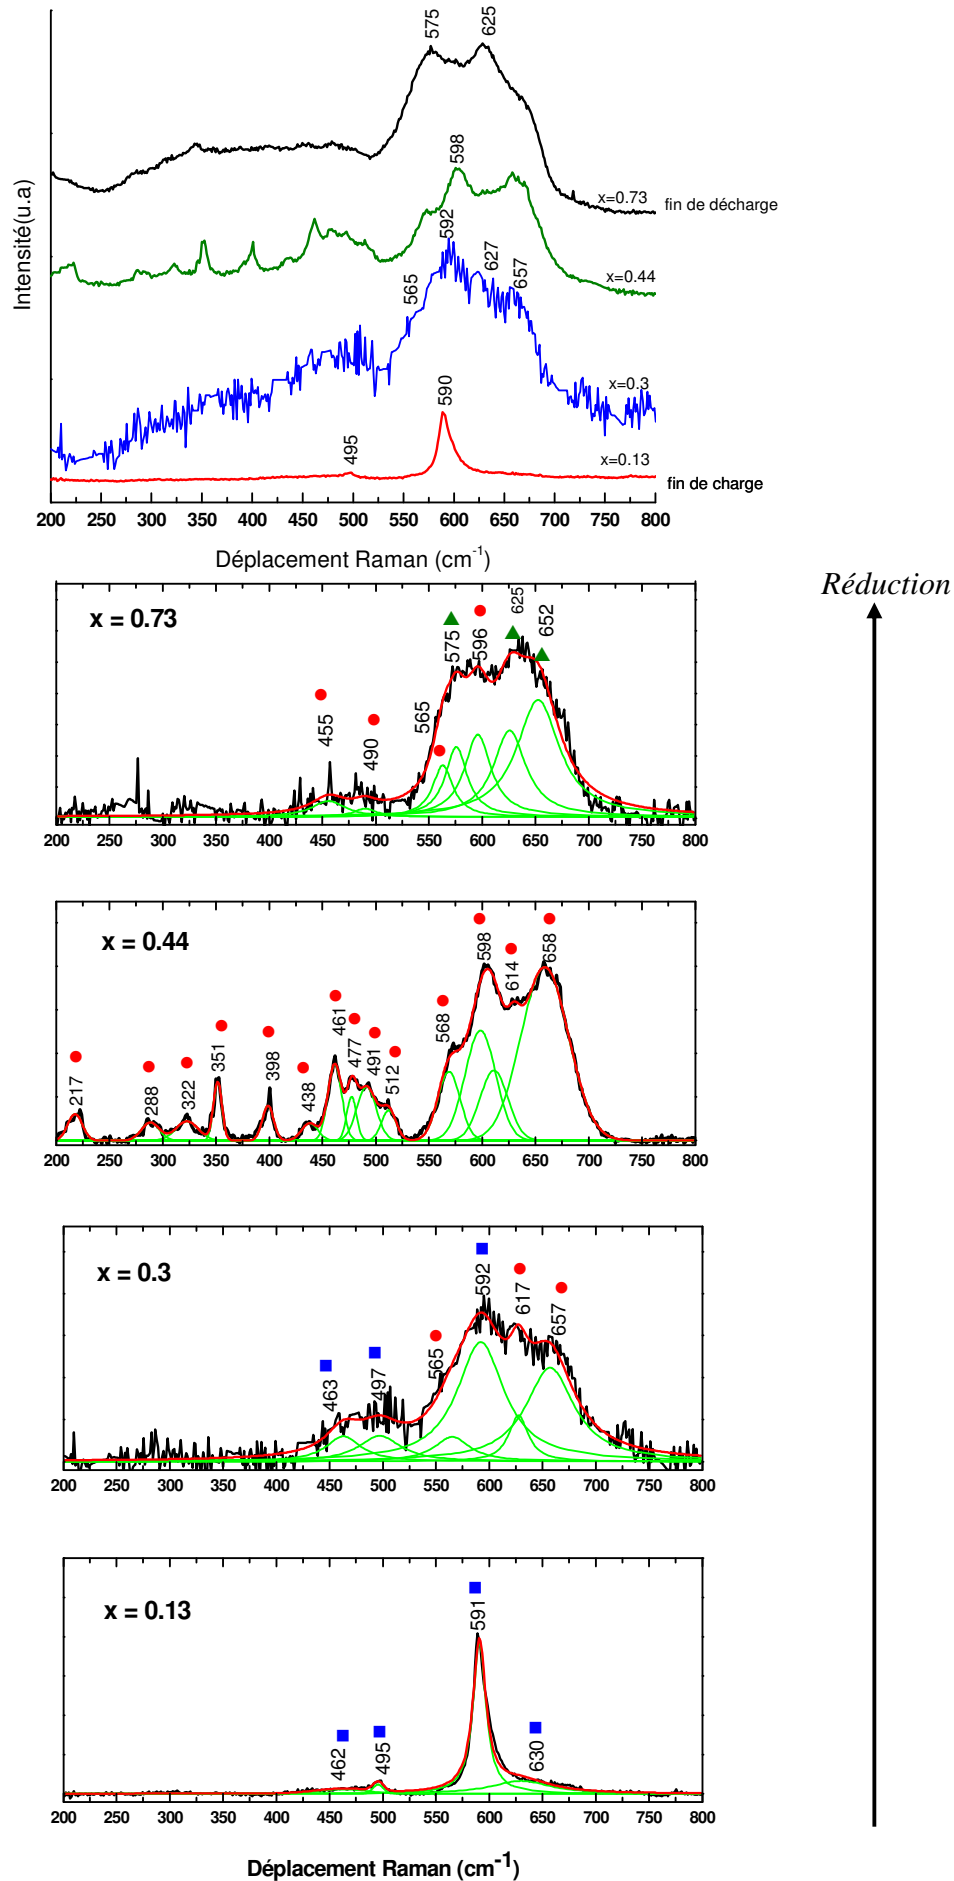 575
625
Intensité(u.a)
598
x=0.73
fin de décharge
592
627
657
565
x=0.44
x=0.3
590
495
x=0.13
fin de charge
200 250 300 350 400 450 500 550 600 650 700 750 800
Déplacement Raman (cm-1)
Réduction
x = 0.73
455
490
565
575
596
625
652
200 250 300 350 400 450 500 550 600 650 700 750 800
x = 0.44
217
288
322
351
398
438
461
477
491
512
568
598
614
658
200 250 300 350 400 450 500 550 600 650 700 750 800
x = 0.3
463
497
565
592
617
657
200 250 300 350 400 450 500 550 600 650 700 750 800
x = 0.13
462
495
591
630
200 250 300 350 400 450 500 550 600 650 700 750 800
Déplacement Raman (cm-1)